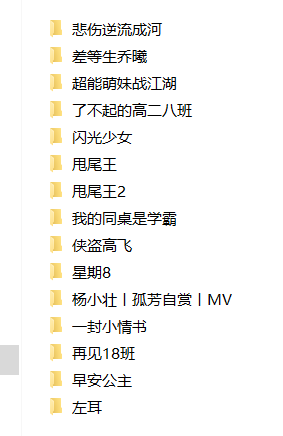 悲伤逆流成河
差等生乔曦
超能萌妹战江湖
了不起的高二八班
闪光少女
甩尾王
甩尾王2
我的同桌是学霸
侠盗高飞
星期8
杨小壮丨孤芳自赏丨MV
一封小情书
再见18班
早安公主
左耳